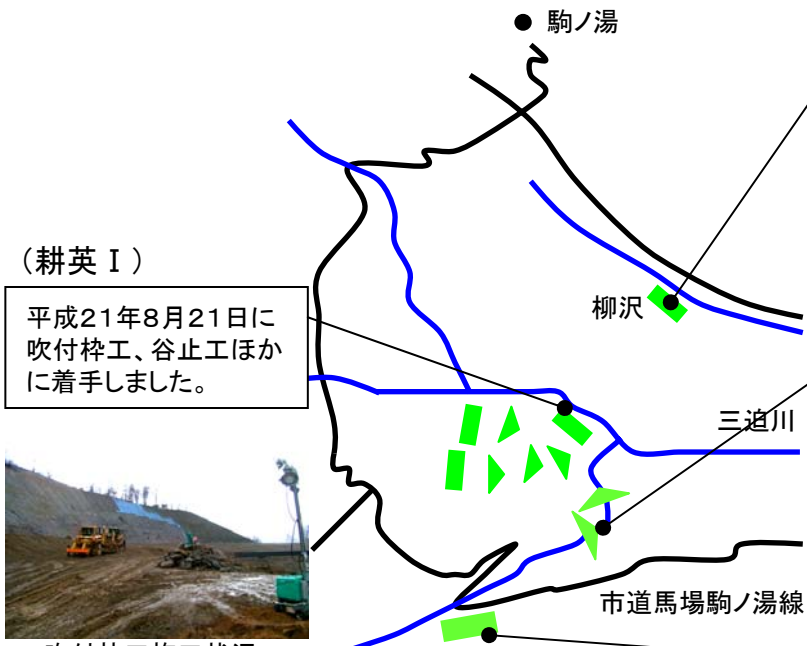 駒ノ湯
(耕英Ⅰ)
平成21年8月21日に
吹付枠工、谷止工ほか
に着手しました。
柳沢
三迫川
市道馬場駒ノ湯線